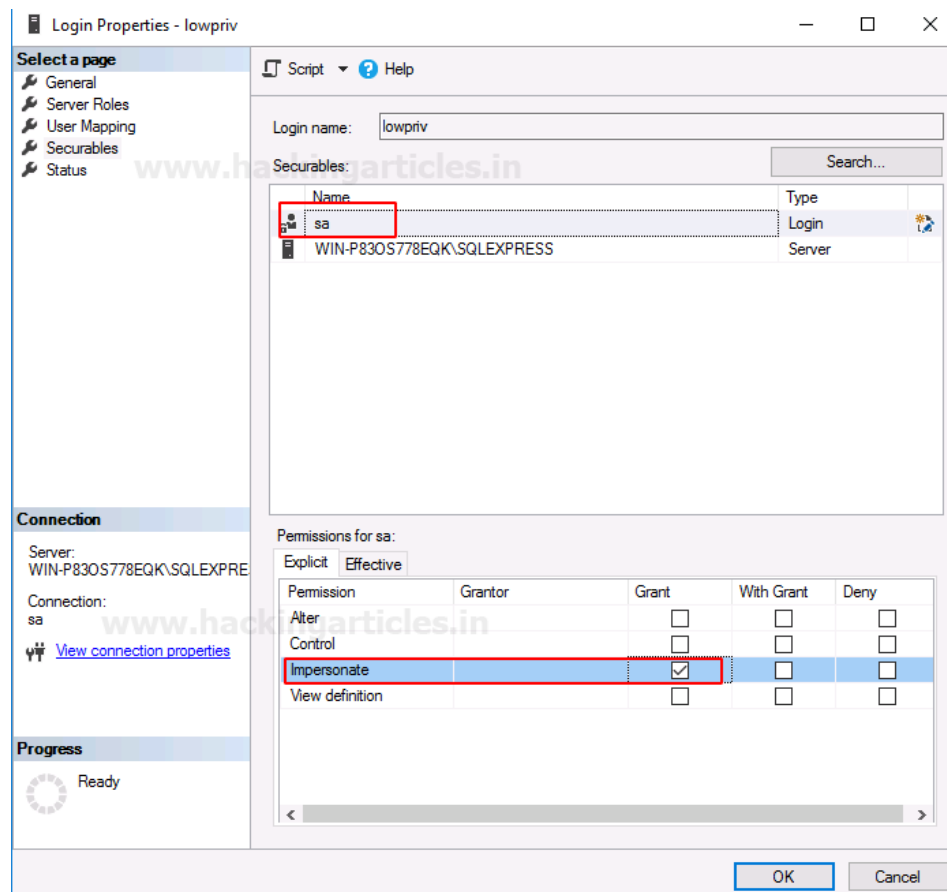 Login Properties - lowpriv
Select a page
General
Server Roles
User Mapping
Securables
Status
Script
Help
Login name:
lowpriv
www.hackingarticles.in
Securables:
Search...
Name
Type
sa
Login
WIN-P83OS778EQK\SQLEXPRESS
Server
Connection
Server:
WIN-P83OS778EQK\SQLEXPRE
Connection:
sa
View connection properties
Progress
Ready
Permissions for sa:
Explicit
Effective
Permission
Grantor
Grant
With Grant
Deny
Alter
www.hackingarticles.in
Control
Impersonate
View definition
OK
Cancel